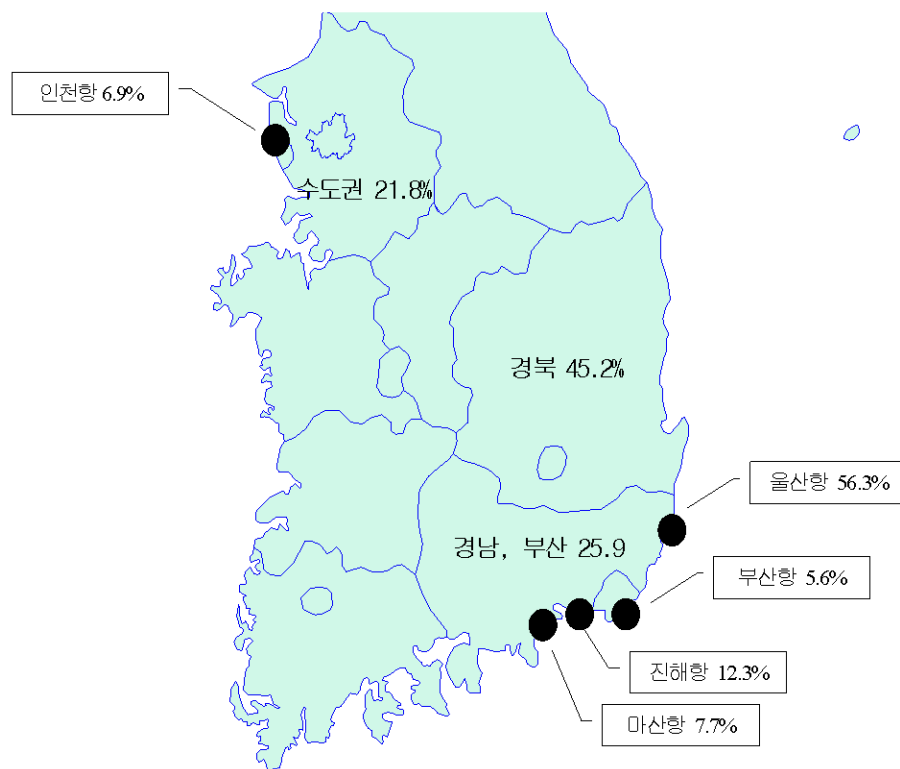 인천항 6.9%
수도권 21.8%
경북 45.2%
울산항 56.3%
경남, 부산 25.9
부산항 5.6%
진해항 12.3%
마산항 7.7%